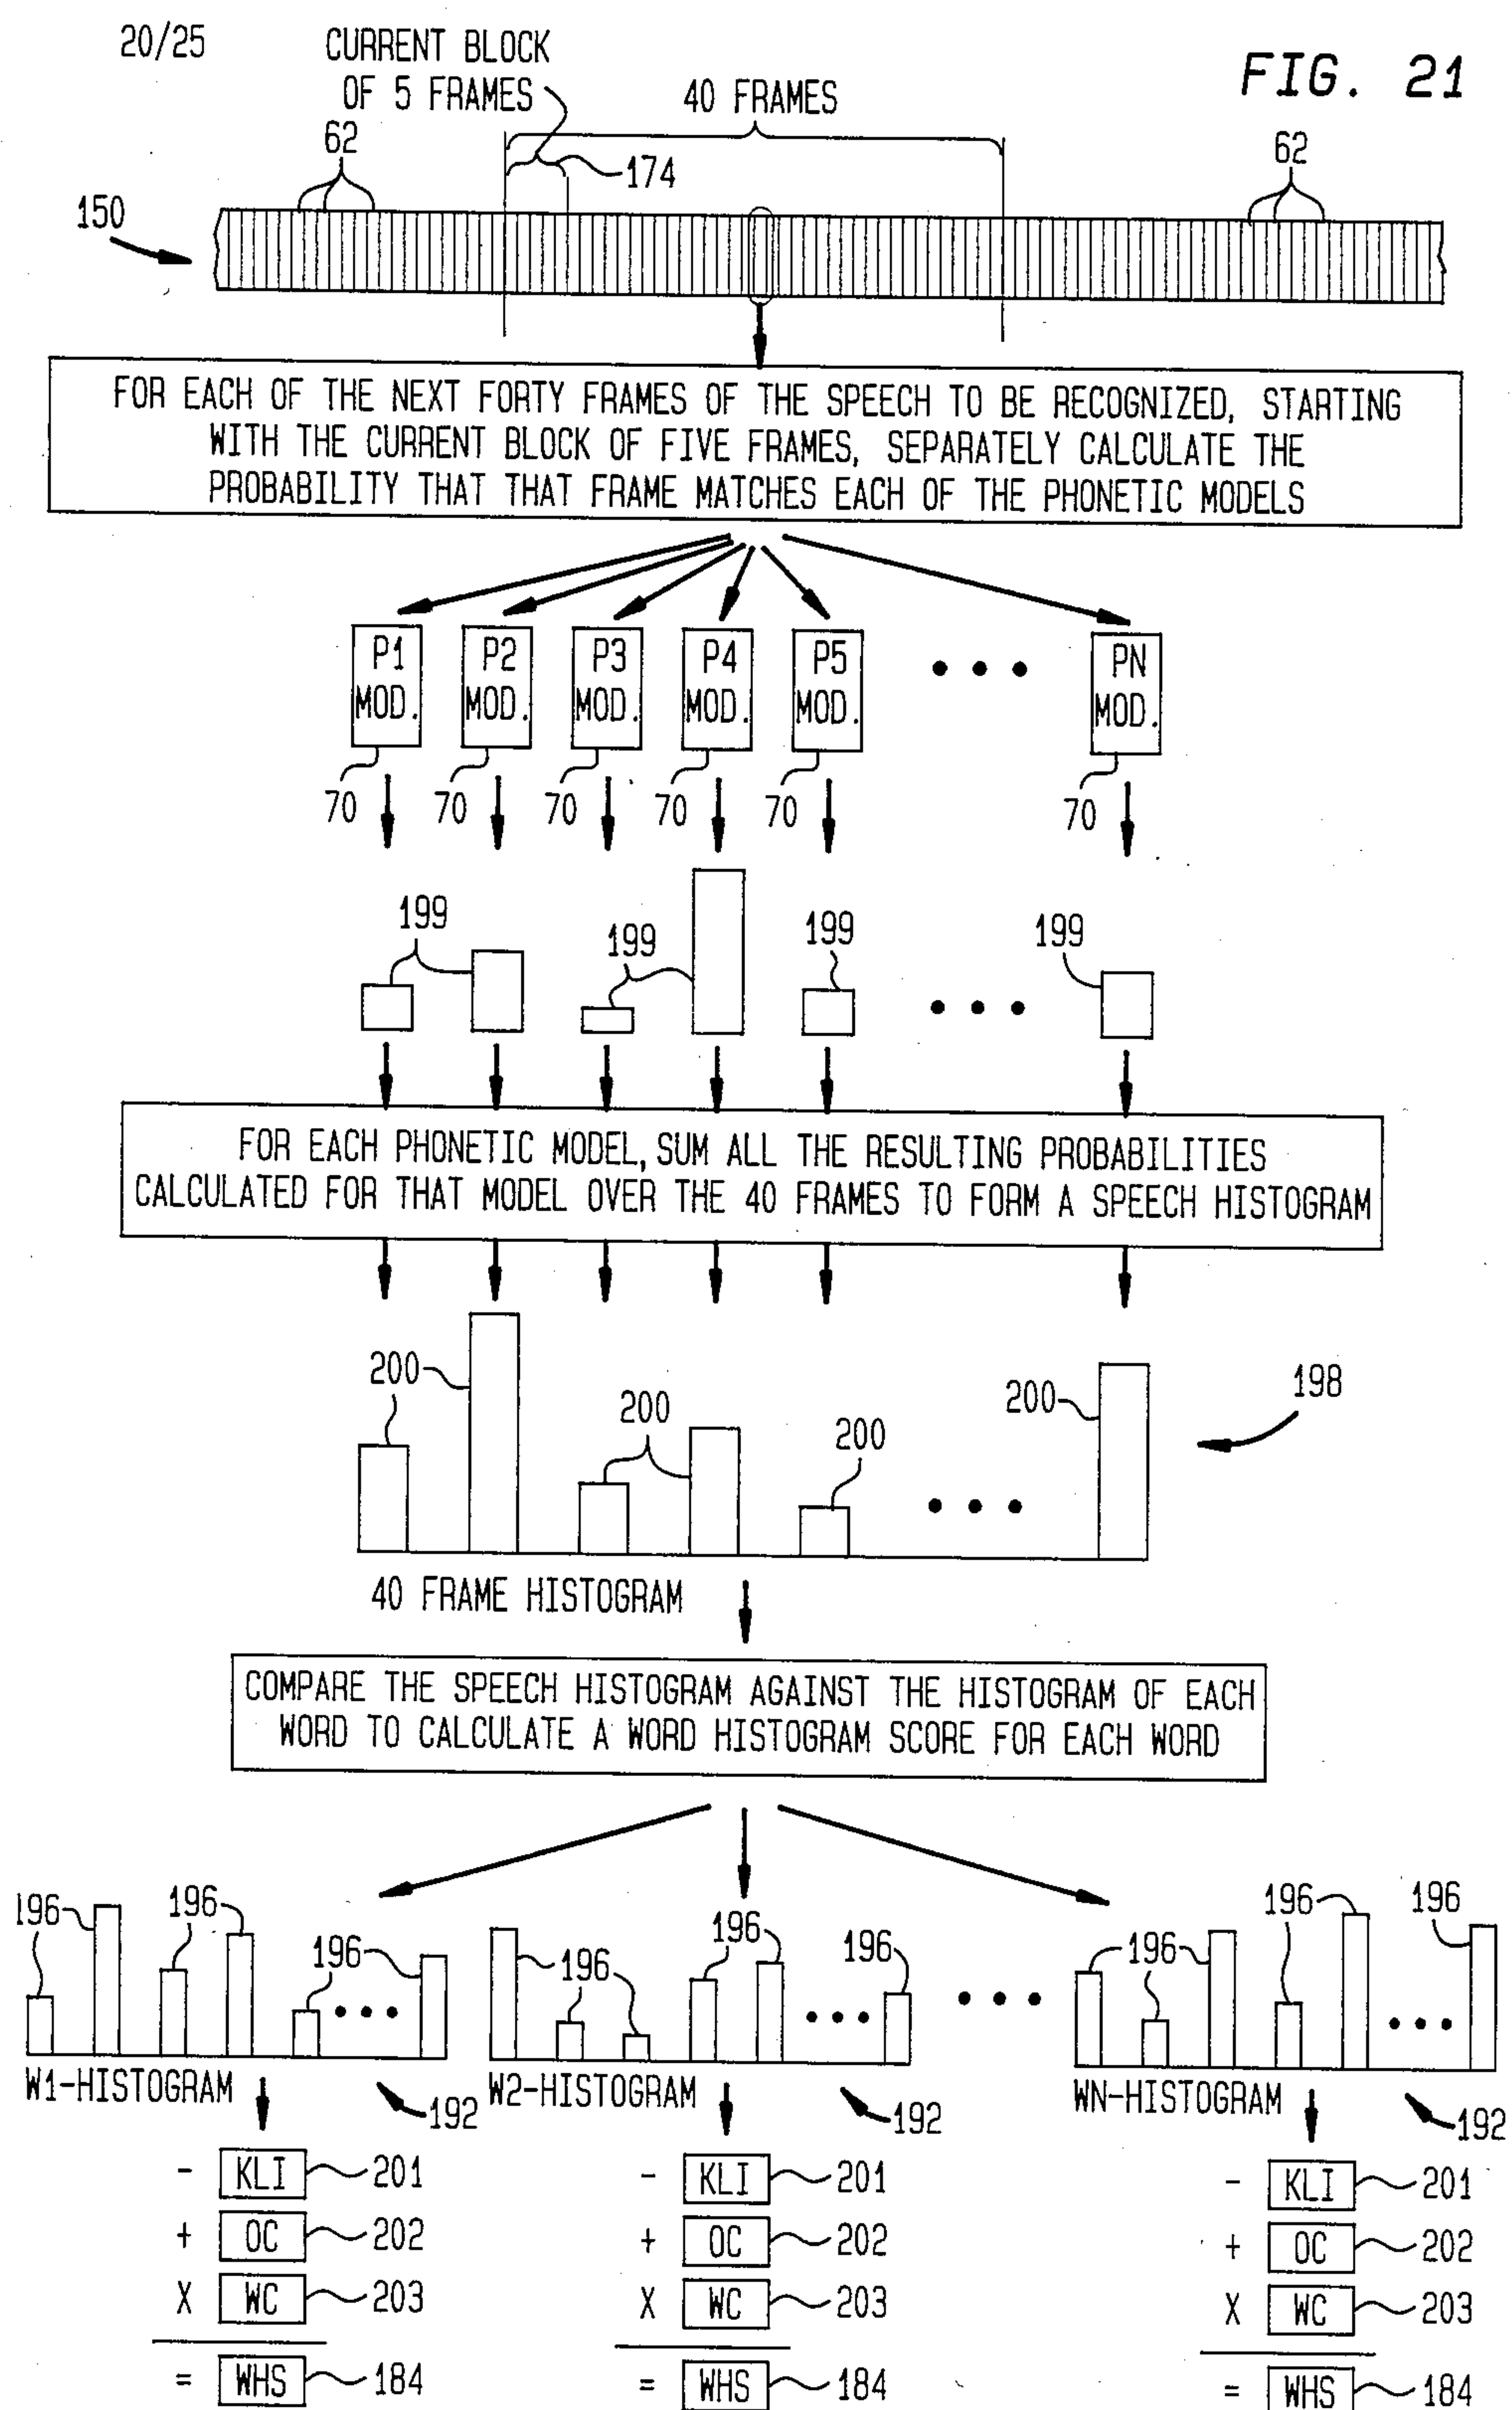 20/25
CURRENT BLOCK
OF 5 FRAMES
40 FRAMES
FIG. 21
62
174
62
150
FOR EACH OF THE NEXT FORTY FRAMES OF THE SPEECH TO BE RECOGNIZED, STARTING
WITH THE CURRENT BLOCK OF FIVE FRAMES, SEPARATELY CALCULATE THE
PROBABILITY THAT THAT FRAME MATCHES EACH OF THE PHONETIC MODELS
P1 P2 P3 P4 P5 PN
MOD. MOD. MOD. MOD. MOD. MOD.
70 70 70 70 70 70
199 199 199 199
FOR EACH PHONETIC MODEL, SUM ALL THE RESULTING PROBABILITIES
CALCULATED FOR THAT MODEL OVER THE 40 FRAMES TO FORM A SPEECH HISTOGRAM
200 200 200 200 200 198
40 FRAME HISTOGRAM
COMPARE THE SPEECH HISTOGRAM AGAINST THE HISTOGRAM OF EACH
WORD TO CALCULATE A WORD HISTOGRAM SCORE FOR EACH WORD
196 196 196 196 196 196 196 196 196
W1-HISTOGRAM W2-HISTOGRAM WN-HISTOGRAM
192 192 192
- KLI 201 - KLI 201 - KLI 201
+ OC 202 + OC 202 + OC 202
X WC 203 X WC 203 X WC 203
= WHS 184 = WHS 184 = WHS 184